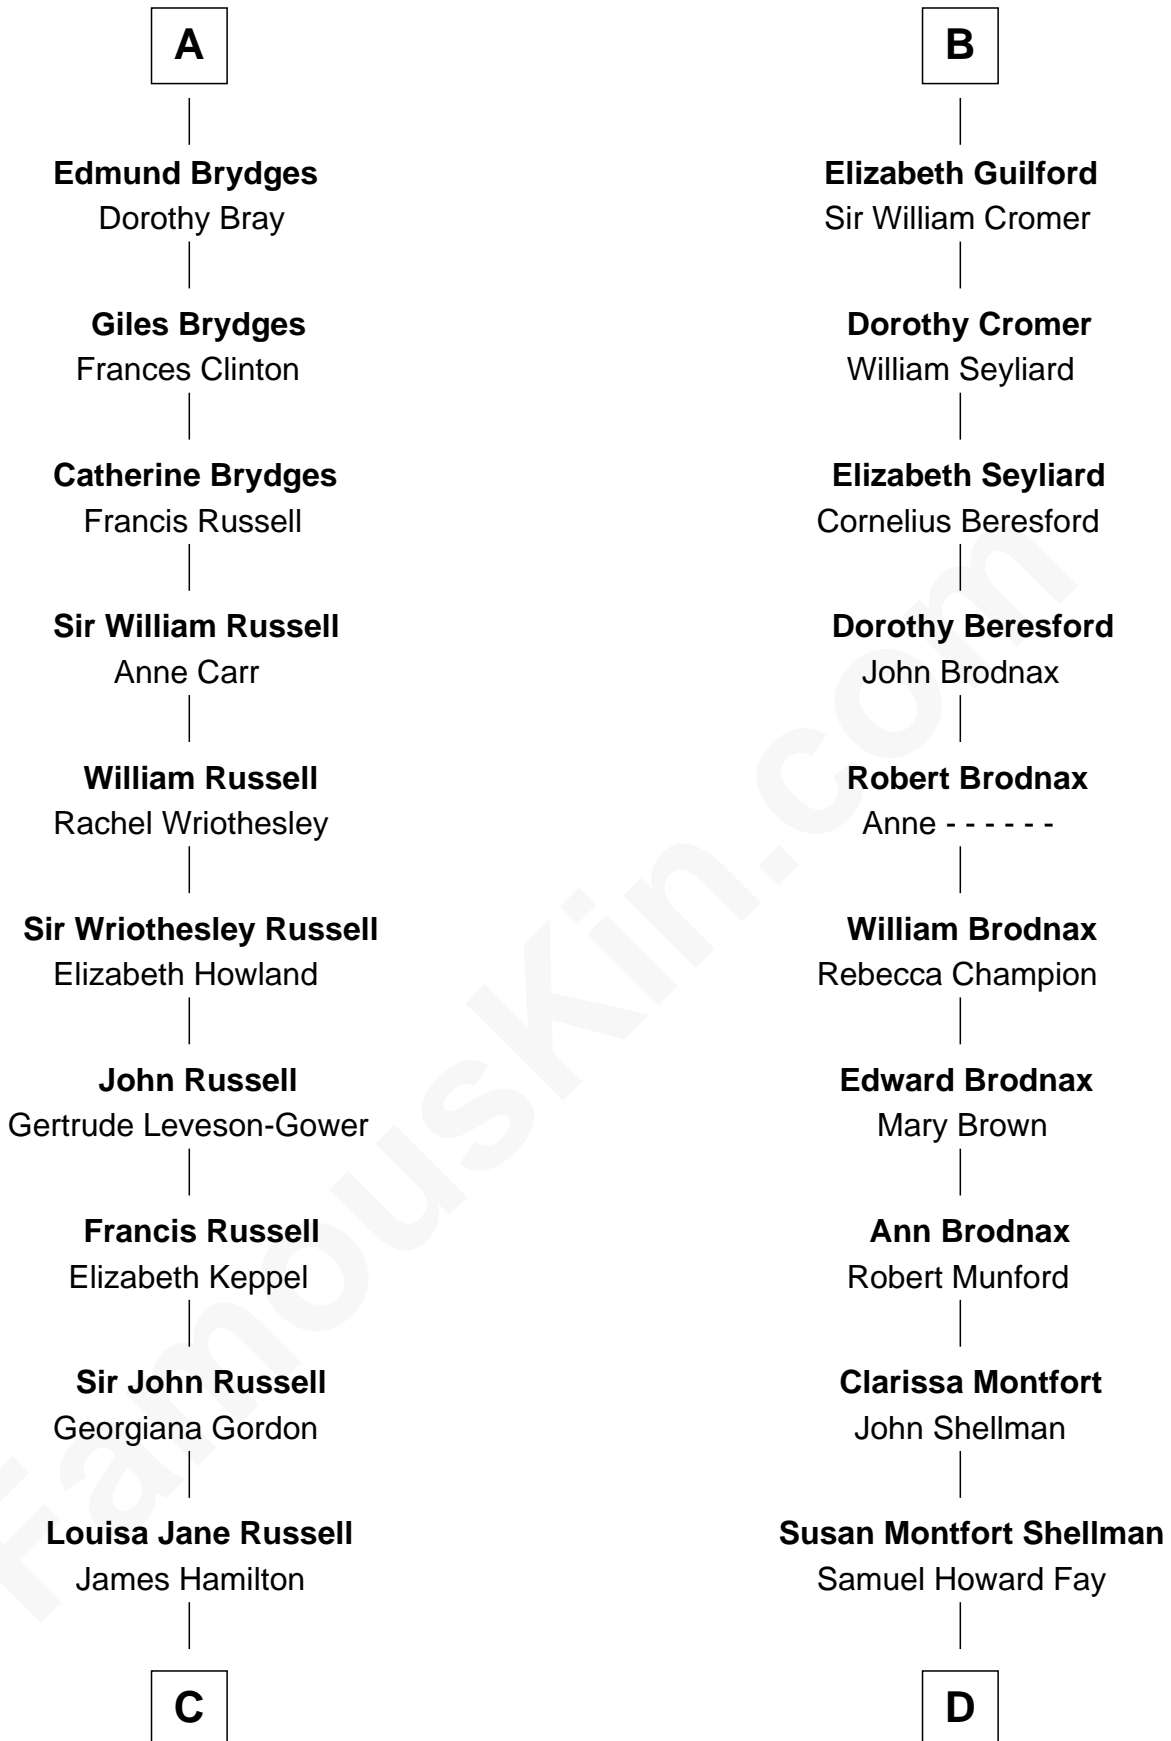 A
Edmund Brydges
Dorothy Bray
Giles Brydges
Frances Clinton
Catherine Brydges
Francis Russell
Sir William Russell
Anne Carr
William Russell
Rachel Wriothesley
Sir Wriothesley Russell
Elizabeth Howland
John Russell
Gertrude Leveson-Gower
Francis Russell
Elizabeth Keppel
Sir John Russell
Georgiana Gordon
Louisa Jane Russell
James Hamilton
C
B
Elizabeth Guilford
Sir William Cromer
Dorothy Cromer
William Seyliard
Elizabeth Seyliard
Cornelius Beresford
Dorothy Beresford
John Brodnax
Robert Brodnax
Anne - - - - - -
William Brodnax
Rebecca Champion
Edward Brodnax
Mary Brown
Ann Brodnax
Robert Munford
Clarissa Montfort
John Shellman
Susan Montfort Shellman
Samuel Howard Fay
D
FamousKin.com